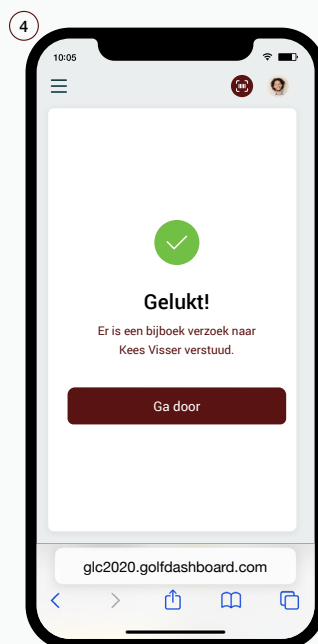 4
10:05
Gelukt!
Er is een bijboek verzoek naar
Kees Visser verstuud.
Ga door
glc2020.golfdashboard.com